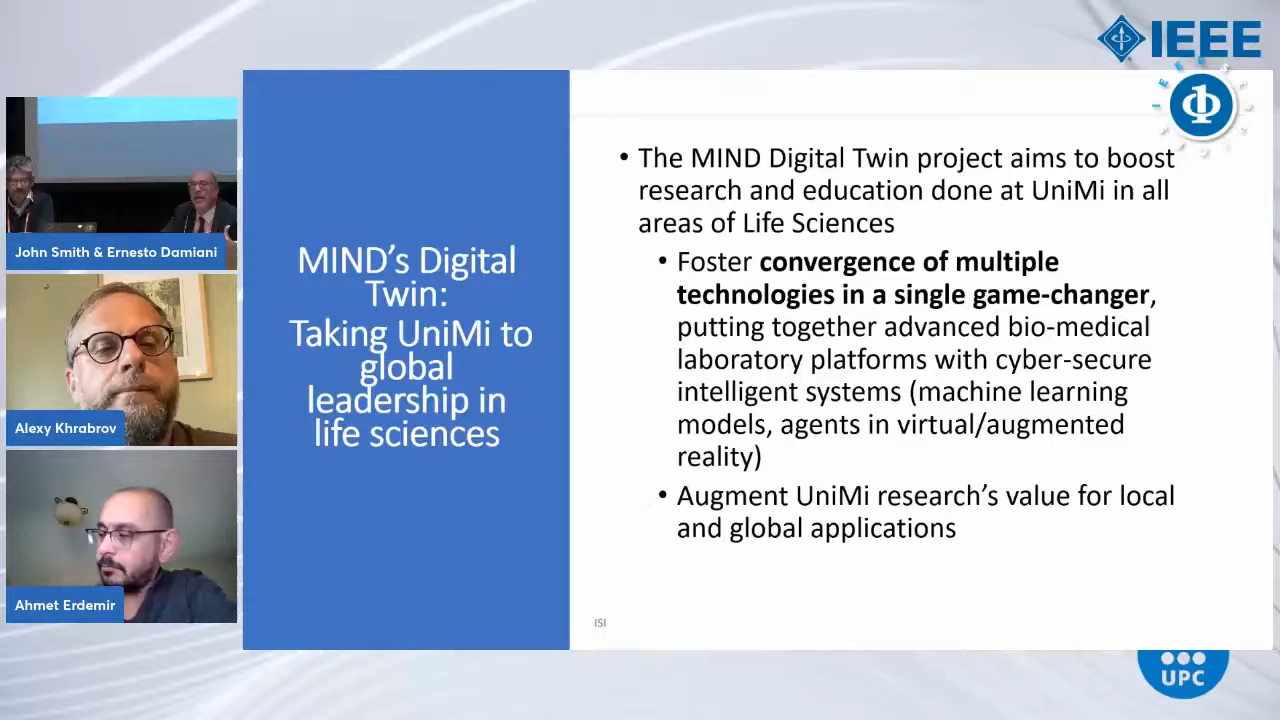 IEEE
John Smith & Ernesto Damiani
Alexy Khrabrov
Ahmet Erdemir
MIND's Digital
Twin:
Taking UniMi to
global
leadership in
life sciences
• The MIND Digital Twin project aims to boost
research and education done at UniMi in all
areas of Life Sciences
• Foster convergence of multiple
technologies in a single game-changer,
putting together advanced bio-medical
laboratory platforms with cyber-secure
intelligent systems (machine learning
models, agents in virtual/augmented
reality)
• Augment UniMi research's value for local
and global applications
ISI
UPC